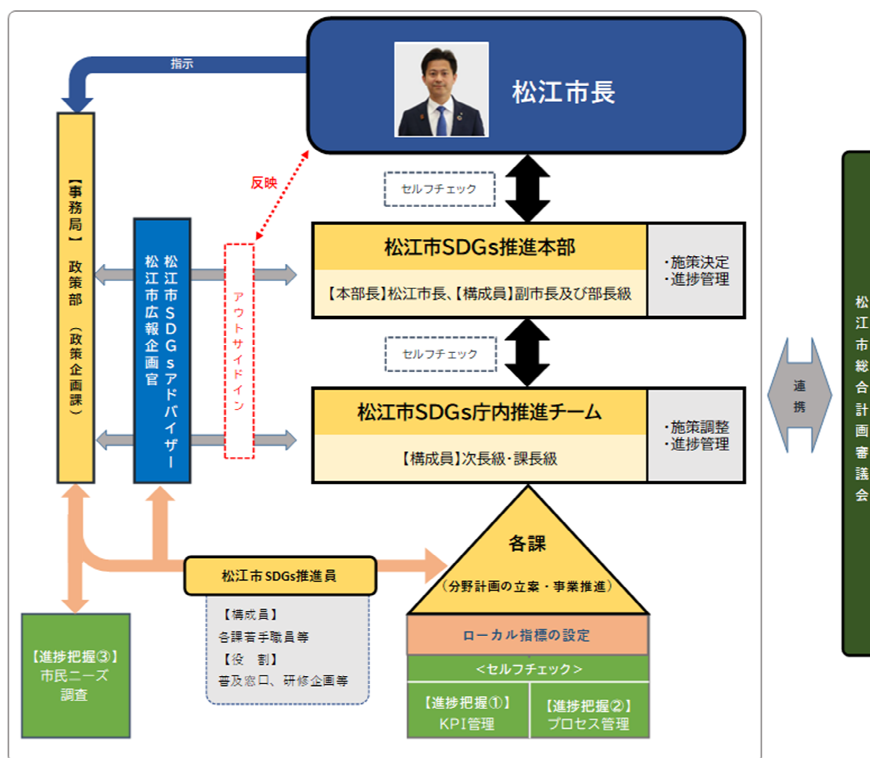 指示
松江市長
反映
セルフチェック
【事務局】 政策部 (政策企画課)
松江市SDGsアドバイザー
松江市広報企画官
アウトサイドイン
松江市SDGs推進本部
【本部長】松江市長、【構成員】副市長及び部長級
・施策決定
・進捗管理
セルフチェック
松江市SDGs庁内推進チーム
【構成員】次長級・課長級
・施策調整
・進捗管理
連携
松江市総合計画審議会
各課
(分野計画の立案・事業推進)
松江市SDGs推進員
【構成員】
各課若手職員等
【役 割】
普及窓口、研修企画等
ローカル指標の設定
<セルフチェック>
【進捗把握①】
KPI管理
【進捗把握②】
プロセス管理
【進捗把握③】
市民ニーズ
調査